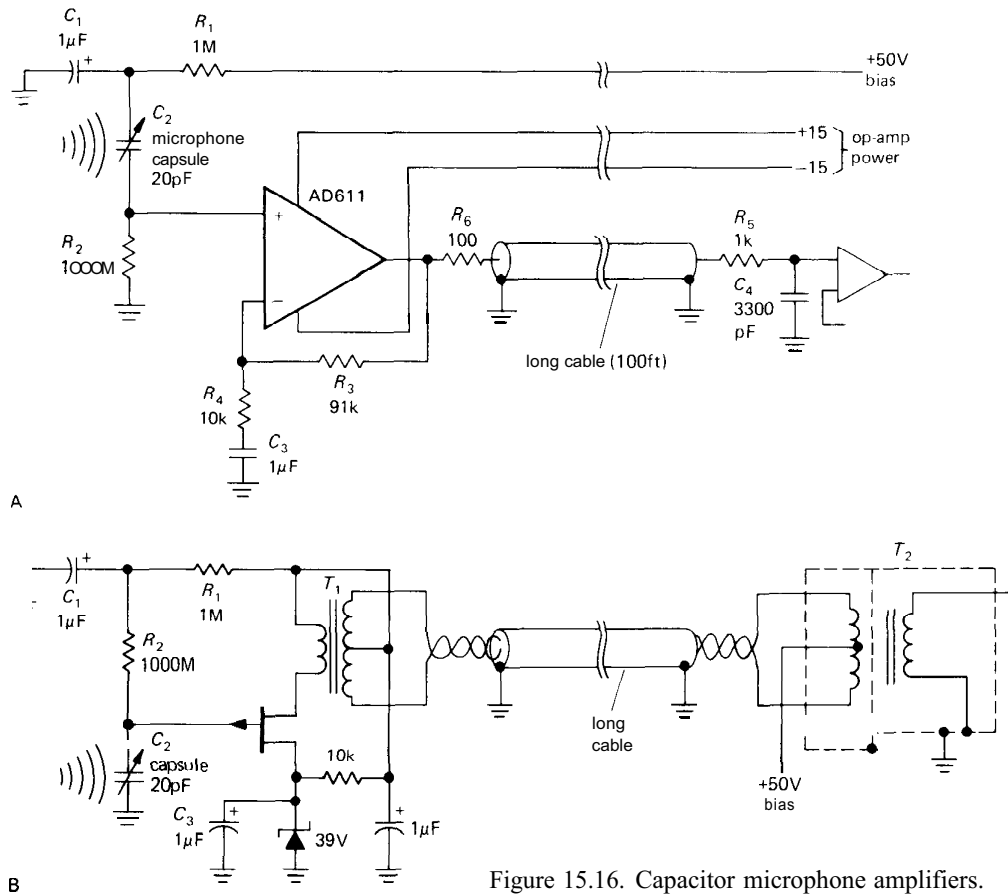 C1
1μF
+
R1
1M
+50V
bias
C2
microphone
capsule
20pF
+15
-15
op-amp
power
AD611
+
−
R2
1000M
R6
100
R5
1k
C4
3300
pF
long cable (100ft)
R3
91k
R4
10k
C3
1μF
A
+
C1
1μF
R1
1M
T1
T2
R2
1000M
C2
capsule
20pF
10k
long
cable
+50V
bias
C3
1μF
+
39V
+
1μF
B
Figure 15.16. Capacitor microphone amplifiers.